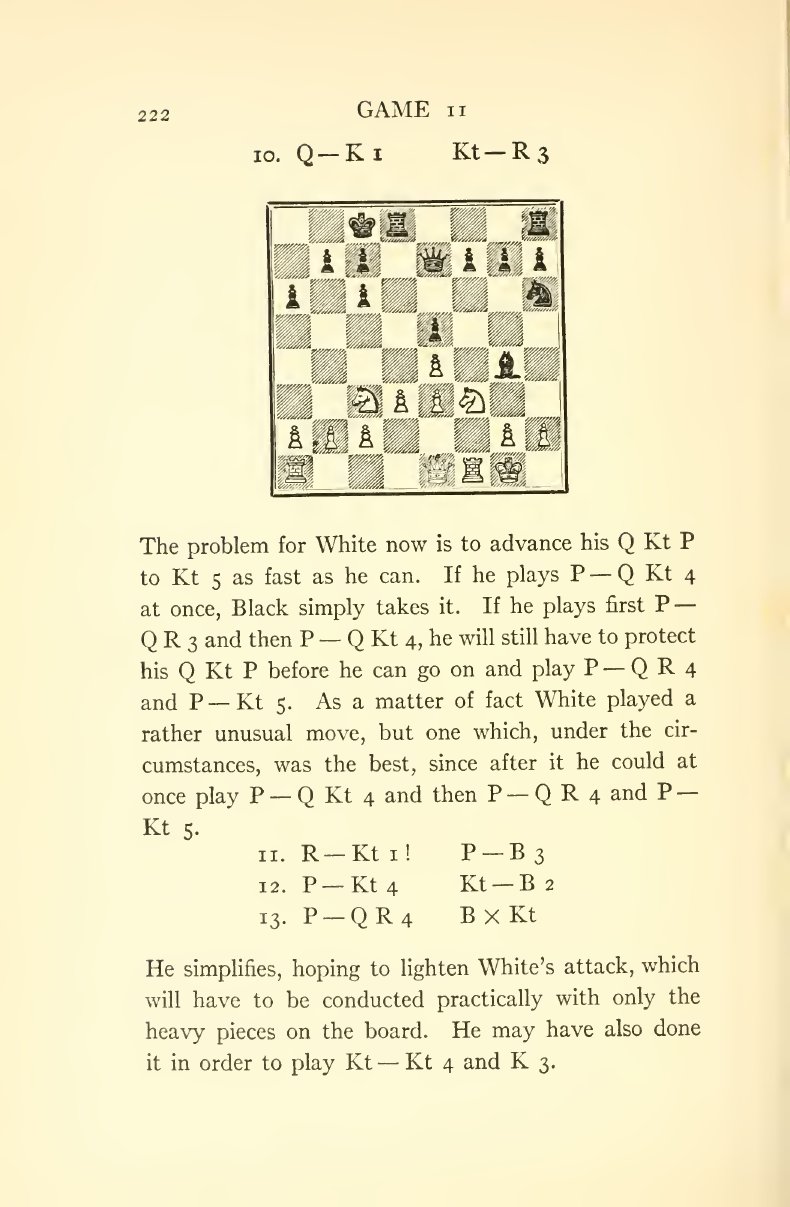 222
GAME 11
10. Q—K 1 Kt—R 3
The problem for White now is to advance his Q Kt P
to Kt 5 as fast as he can. If he plays P—Q Kt 4
at once, Black simply takes it. If he plays first P—
Q R 3 and then P—Q Kt 4, he will still have to protect
his Q Kt P before he can go on and play P—Q R 4
and P—Kt 5. As a matter of fact White played a
rather unusual move, but one which, under the cir-
cumstances, was the best, since after it he could at
once play P—Q Kt 4 and then P—Q R 4 and P—
Kt 5.
11. R—Kt 1! P—B 3
12. P—Kt 4 Kt—B 2
13. P—Q R 4 B × Kt
He simplifies, hoping to lighten White's attack, which
will have to be conducted practically with only the
heavy pieces on the board. He may have also done
it in order to play Kt—Kt 4 and K 3.